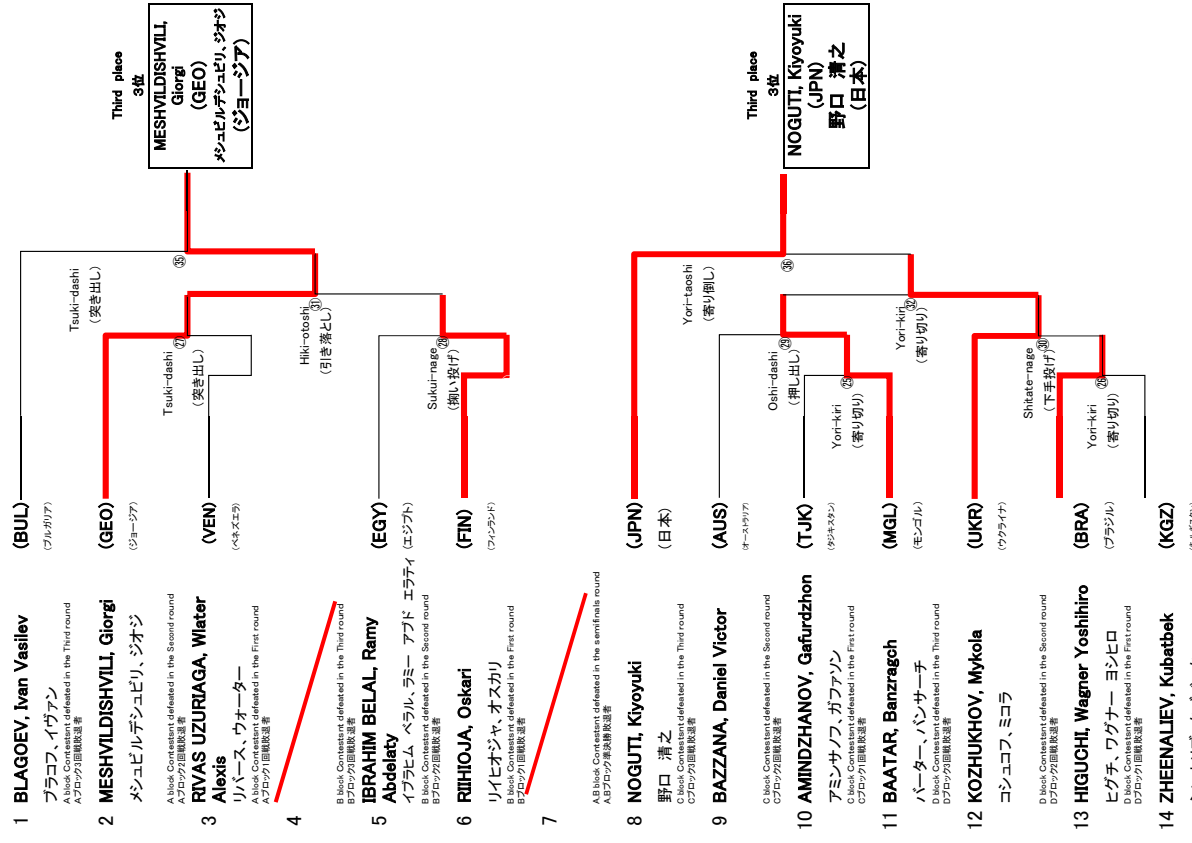 Third place
3位
MESHVILDISHVILI,
Giorgi
(GEO)
メシュビルデシュビリ、ジオジ
(ジョージア)
Third place
3位
NOGUTI, Kiyoyuki
(JPN)
野口 清之
(日本)
㉟
Tsuki-dashi
(突き出し)
㉛
Hiki-otoshi
(引き落とし)
㉗
Tsuki-dashi
(突き出し)
㉘
Sukui-nage
(掬い投げ)
㊱
Yori-taoshi
(寄り倒し)
㉜
Yori-kiri
(寄り切り)
㉙
Oshi-dashi
(押し出し)
㉕
Yori-kiri
(寄り切り)
㉚
Shitate-nage
(下手投げ)
㉖
Yori-kiri
(寄り切り)
1 BLAGOEV, Ivan Vasilev (BUL)
ブラコフ、イヴァン (ブルガリア)
A block Contestant defeated in the Third round
Aブロック3回戦敗退者
2 MESHVILDISHVILI, Giorgi (GEO)
メシュビルデシュビリ、ジオジ (ジョージア)
A block Contestant defeated in the Second round
Aブロック2回戦敗退者
3 RIVAS UZURIAGA, Wlater Alexis (VEN)
リバース、ウォーター (ベネズエラ)
A block Contestant defeated in the First round
Aブロック1回戦敗退者
4
B block Contestant defeated in the Third round
Bブロック3回戦敗退者
5 IBRAHIM BELAL, Ramy Abdelaty (EGY)
イブラヒム ベラル、ラミー アブド エラティ (エジプト)
B block Contestant defeated in the Second round
Bブロック2回戦敗退者
6 RIIHIOJA, Oskari (FIN)
リイヒオジャ、オスカリ (フィンランド)
B block Contestant defeated in the First round
Bブロック1回戦敗退者
7
A,B block Contestant defeated in the semifinals round
A,Bブロック準決勝敗退者
8 NOGUTI, Kiyoyuki (JPN)
野口 清之 (日本)
C block Contestant defeated in the Third round
Cブロック3回戦敗退者
9 BAZZANA, Daniel Victor (AUS)
(オーストラリア)
C block Contestant defeated in the Second round
Cブロック2回戦敗退者
10 AMINDZHANOV, Gafurdzhon (TJK)
アミンサノフ、ガファソン (タジキスタン)
C block Contestant defeated in the First round
Cブロック1回戦敗退者
11 BAATAR, Banzragch (MGL)
バーター、バンサーチ (モンゴル)
D block Contestant defeated in the Third round
Dブロック3回戦敗退者
12 KOZHUKHOV, Mykola (UKR)
コシュコフ、ミコラ (ウクライナ)
D block Contestant defeated in the Second round
Dブロック2回戦敗退者
13 HIGUCHI, Wagner Yoshihiro (BRA)
ヒグチ、ワグナー ヨシヒロ (ブラジル)
D block Contestant defeated in the First round
Dブロック1回戦敗退者
14 ZHEENALIEV, Kubatbek (KGZ)